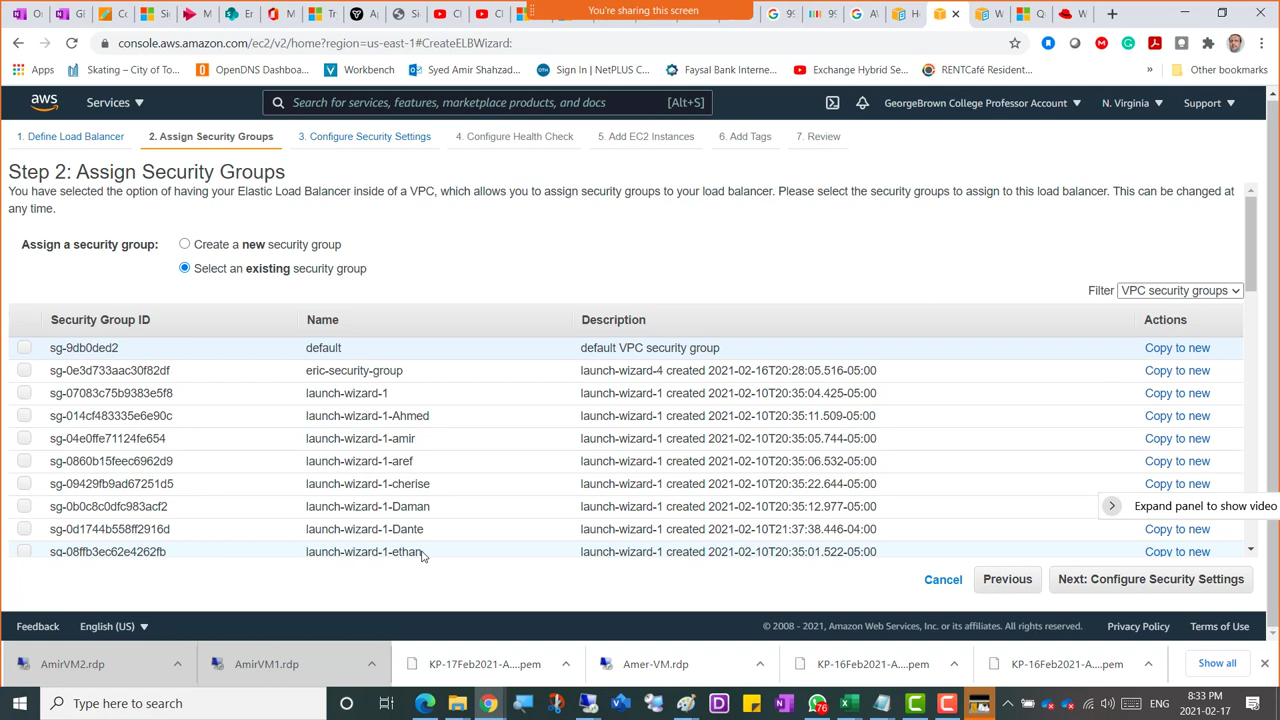 You're sharing this screen
console.aws.amazon.com/ec2/v2/home?region=us-east-1#CreateELBWizard:
Apps
Skating – City of To...
OpenDNS Dashboa...
Workbench
Syed Amir Shahzad...
Sign In | NetPLUS C...
Faysal Bank Interne...
Exchange Hybrid Se...
RENTCafé Resident...
»
Other bookmarks
aws
Services
Search for services, features, marketplace products, and docs
[Alt+S]
GeorgeBrown College Professor Account
N. Virginia
Support
1. Define Load Balancer
2. Assign Security Groups
3. Configure Security Settings
4. Configure Health Check
5. Add EC2 Instances
6. Add Tags
7. Review
Step 2: Assign Security Groups
You have selected the option of having your Elastic Load Balancer inside of a VPC, which allows you to assign security groups to your load balancer. Please select the security groups to assign to this load balancer. This can be changed at
any time.
Assign a security group:
Create a new security group
Select an existing security group
Filter VPC security groups
Security Group ID Name Description Actions
sg-9db0ded2 default default VPC security group Copy to new
sg-0e3d733aac30f82df eric-security-group launch-wizard-4 created 2021-02-16T20:28:05.516-05:00 Copy to new
sg-07083c75b9383e5f8 launch-wizard-1 launch-wizard-1 created 2021-02-10T20:35:04.425-05:00 Copy to new
sg-014cf483335e6e90c launch-wizard-1-Ahmed launch-wizard-1 created 2021-02-10T20:35:11.509-05:00 Copy to new
sg-04e0ffe71124fe654 launch-wizard-1-amir launch-wizard-1 created 2021-02-10T20:35:05.744-05:00 Copy to new
sg-0860b15feec6962d9 launch-wizard-1-aref launch-wizard-1 created 2021-02-10T20:35:06.532-05:00 Copy to new
sg-09429fb9ad67251d5 launch-wizard-1-cherise launch-wizard-1 created 2021-02-10T20:35:22.644-05:00 Copy to new
sg-0b0c8c0dfc983acf2 launch-wizard-1-Daman launch-wizard-1 created 2021-02-10T20:35:12.977-05:00
sg-0d1744b558ff2916d launch-wizard-1-Dante launch-wizard-1 created 2021-02-10T21:37:38.446-04:00 Copy to new
sg-08ffb3ec62e4262fb launch-wizard-1-ethan launch-wizard-1 created 2021-02-10T20:35:01.522-05:00 Copy to new
Expand panel to show video
Cancel
Previous
Next: Configure Security Settings
Feedback
English (US)
© 2008 - 2021, Amazon Web Services, Inc. or its affiliates. All rights reserved.
Privacy Policy
Terms of Use
AmirVM2.rdp
AmirVM1.rdp
KP-17Feb2021-A....pem
Amer-VM.rdp
KP-16Feb2021-A....pem
KP-16Feb2021-A....pem
Show all
Type here to search
76
ENG
8:33 PM
2021-02-17